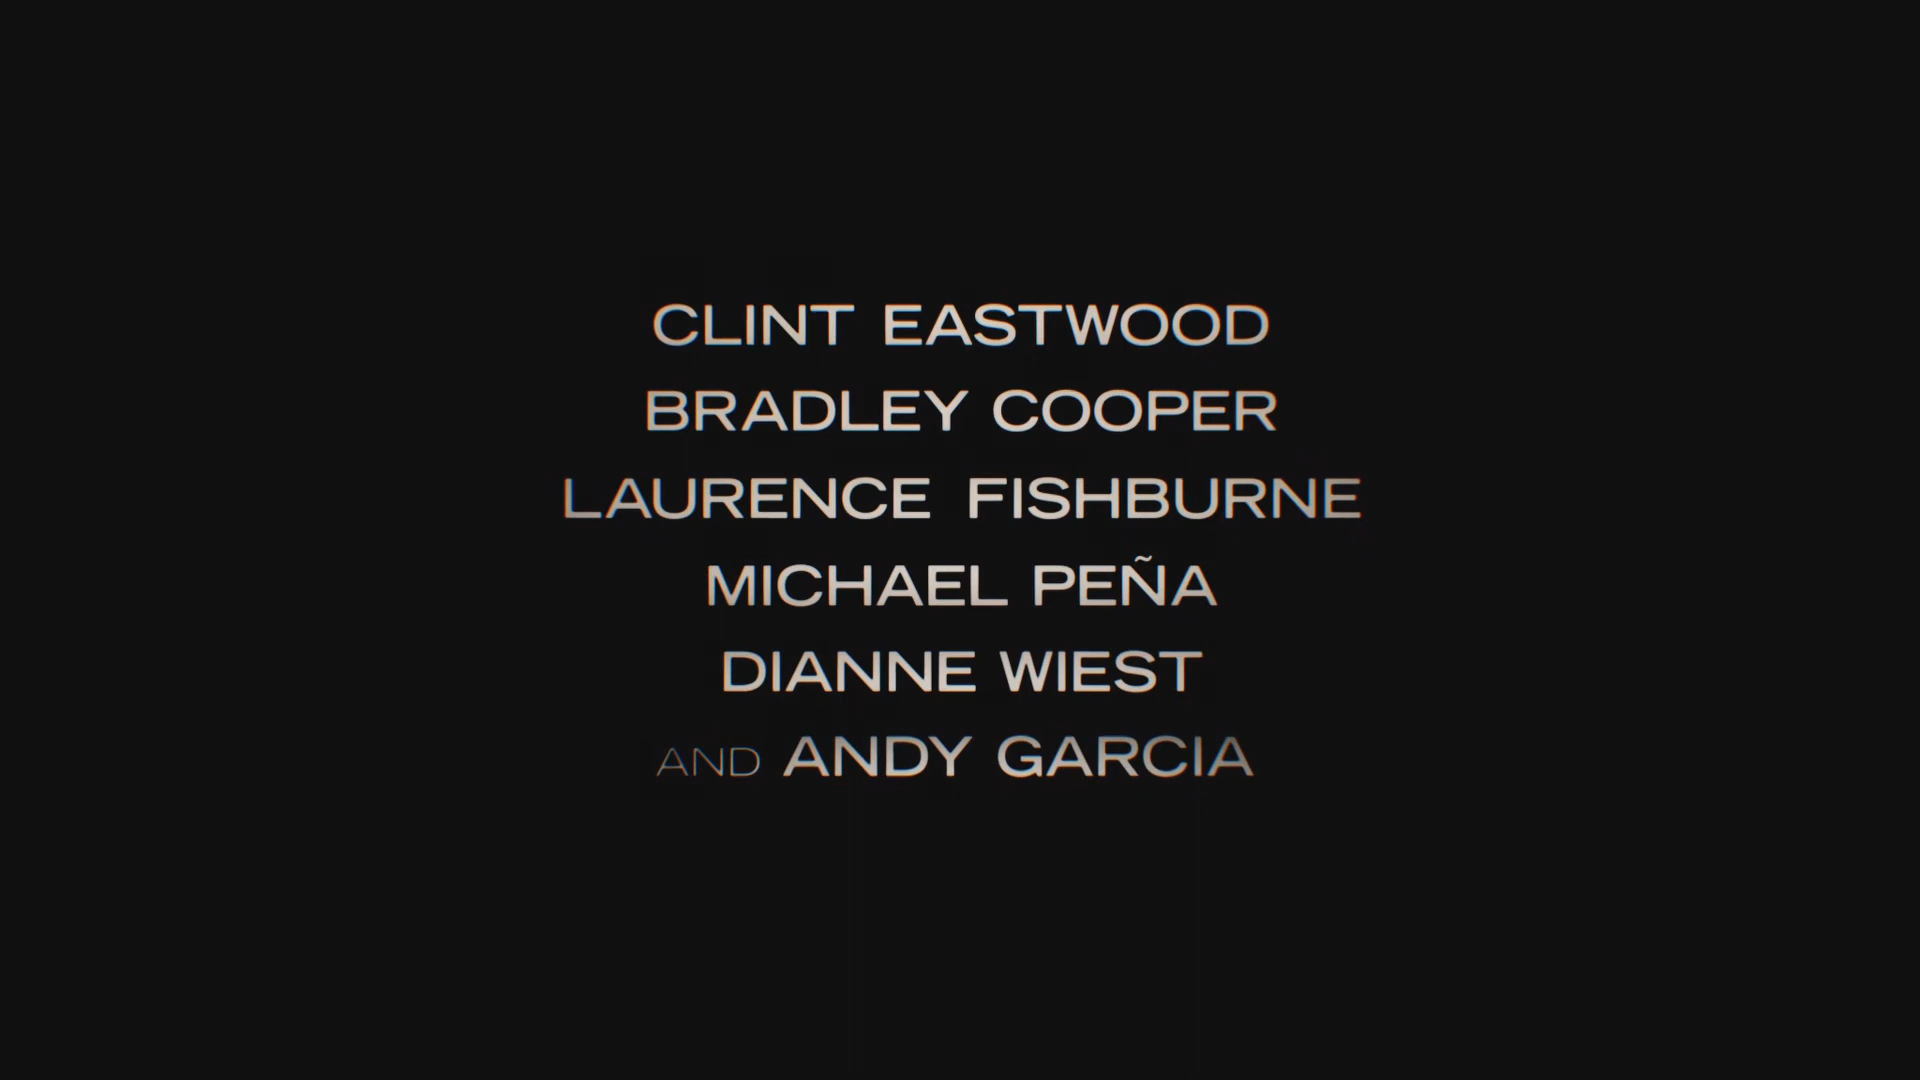 CLINT EASTWOOD
BRADLEY COOPER
LAURENCE FISHBURNE
MICHAEL PEÑA
DIANNE WIEST
AND ANDY GARCIA